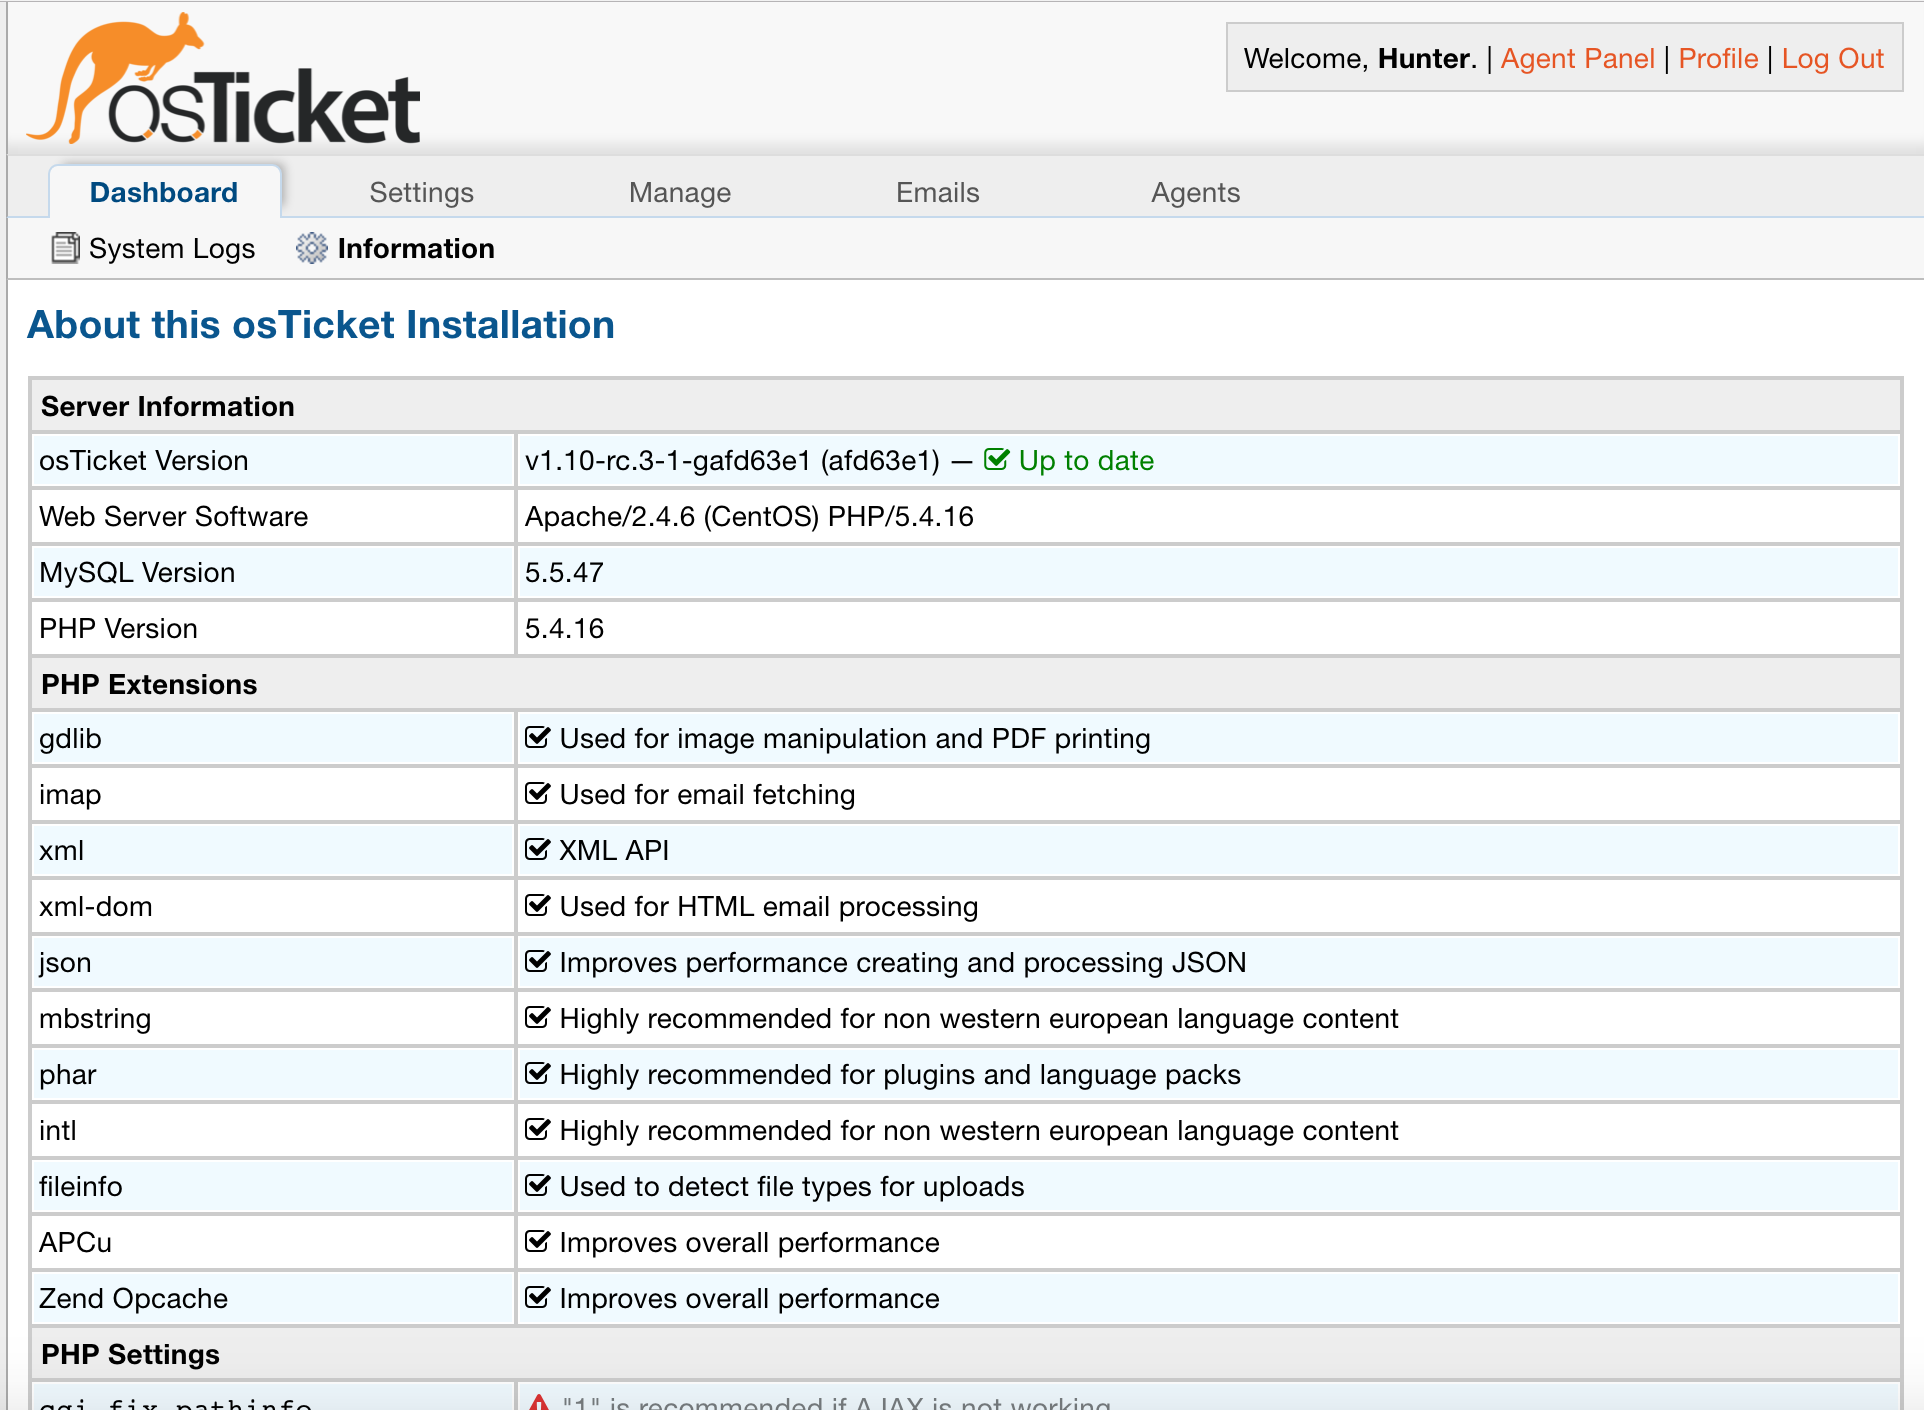 osTicket
Welcome, Hunter. | Agent Panel | Profile | Log Out
Dashboard Settings Manage Emails Agents
System Logs Information
About this osTicket Installation
Server Information
osTicket Version v1.10-rc.3-1-gafd63e1 (afd63e1) — Up to date
Web Server Software Apache/2.4.6 (CentOS) PHP/5.4.16
MySQL Version 5.5.47
PHP Version 5.4.16
PHP Extensions
gdlib Used for image manipulation and PDF printing
imap Used for email fetching
xml XML API
xml-dom Used for HTML email processing
json Improves performance creating and processing JSON
mbstring Highly recommended for non western european language content
phar Highly recommended for plugins and language packs
intl Highly recommended for non western european language content
fileinfo Used to detect file types for uploads
APCu Improves overall performance
Zend Opcache Improves overall performance
PHP Settings
cgi.fix_pathinfo "1" is recommended if AJAX is not working